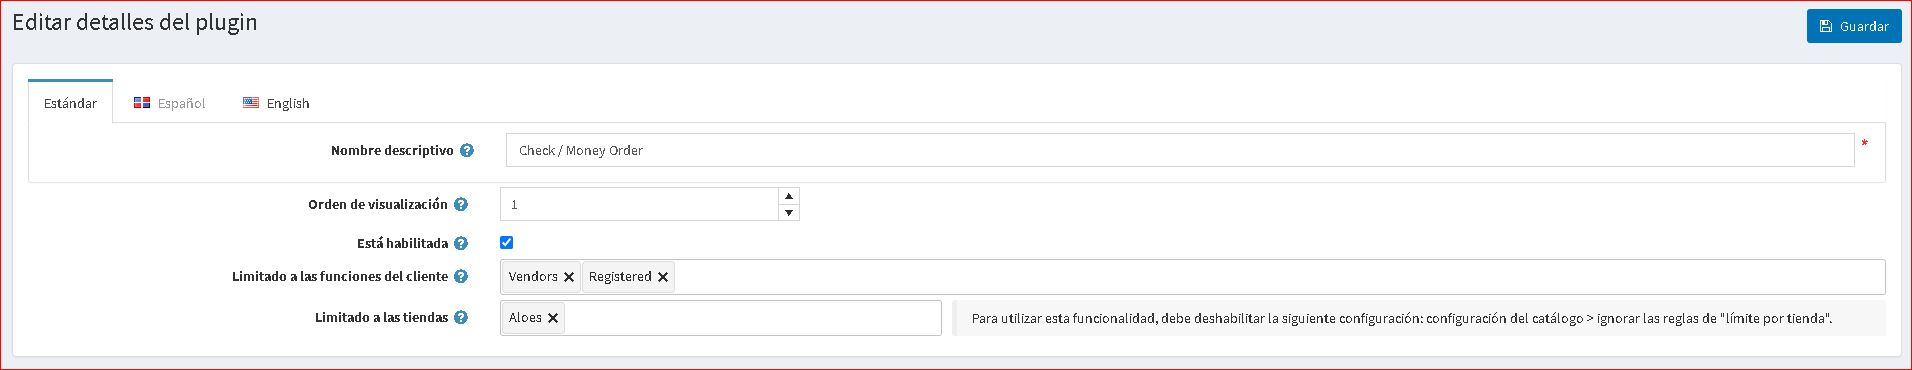 Editar detalles del plugin
Guardar
Estándar Español English
Nombre descriptivo ? Check / Money Order *
Orden de visualización ? 1
Está habilitada ?
Limitado a las funciones del cliente ? Vendors ✕ Registered ✕
Limitado a las tiendas ? Aloes ✕ Para utilizar esta funcionalidad, debe deshabilitar la siguiente configuración: configuración del catálogo > ignorar las reglas de "límite por tienda".